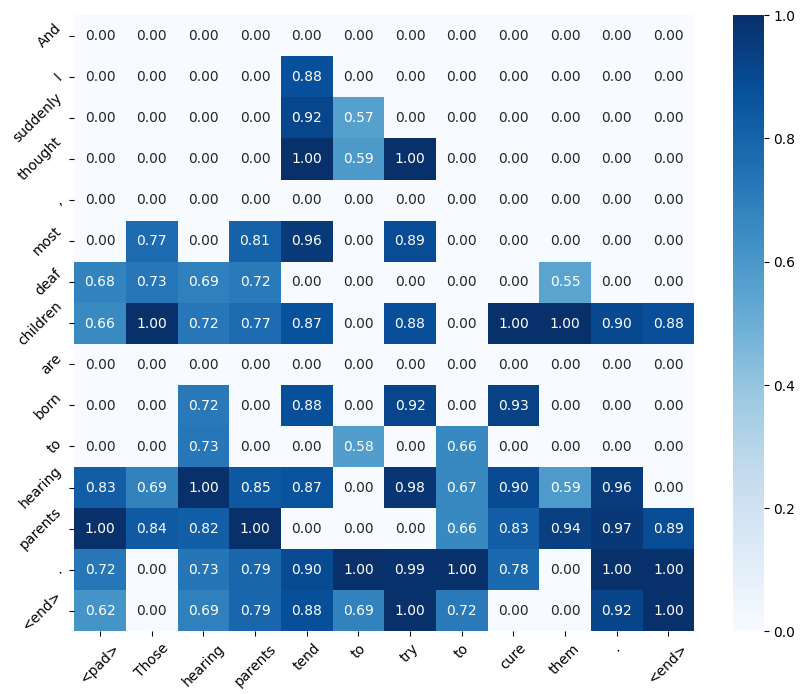 And 0.00 0.00 0.00 0.00 0.00 0.00 0.00 0.00 0.00 0.00 0.00 0.00
I 0.00 0.00 0.00 0.00 0.88 0.00 0.00 0.00 0.00 0.00 0.00 0.00
suddenly 0.00 0.00 0.00 0.00 0.92 0.57 0.00 0.00 0.00 0.00 0.00 0.00
thought 0.00 0.00 0.00 0.00 1.00 0.59 1.00 0.00 0.00 0.00 0.00 0.00
, 0.00 0.00 0.00 0.00 0.00 0.00 0.00 0.00 0.00 0.00 0.00 0.00
most 0.00 0.77 0.00 0.81 0.96 0.00 0.89 0.00 0.00 0.00 0.00 0.00
deaf 0.68 0.73 0.69 0.72 0.00 0.00 0.00 0.00 0.00 0.55 0.00 0.00
children 0.66 1.00 0.72 0.77 0.87 0.00 0.88 0.00 1.00 1.00 0.90 0.88
are 0.00 0.00 0.00 0.00 0.00 0.00 0.00 0.00 0.00 0.00 0.00 0.00
born 0.00 0.00 0.72 0.00 0.88 0.00 0.92 0.00 0.93 0.00 0.00 0.00
to 0.00 0.00 0.73 0.00 0.00 0.58 0.00 0.66 0.00 0.00 0.00 0.00
hearing 0.83 0.69 1.00 0.85 0.87 0.00 0.98 0.67 0.90 0.59 0.96 0.00
parents 1.00 0.84 0.82 1.00 0.00 0.00 0.00 0.66 0.83 0.94 0.97 0.89
. 0.72 0.00 0.73 0.79 0.90 1.00 0.99 1.00 0.78 0.00 1.00 1.00
<end> 0.62 0.00 0.69 0.79 0.88 0.69 1.00 0.72 0.00 0.00 0.92 1.00
<pad> Those hearing parents tend to try to cure them . <end>
1.0
0.8
0.6
0.4
0.2
0.0